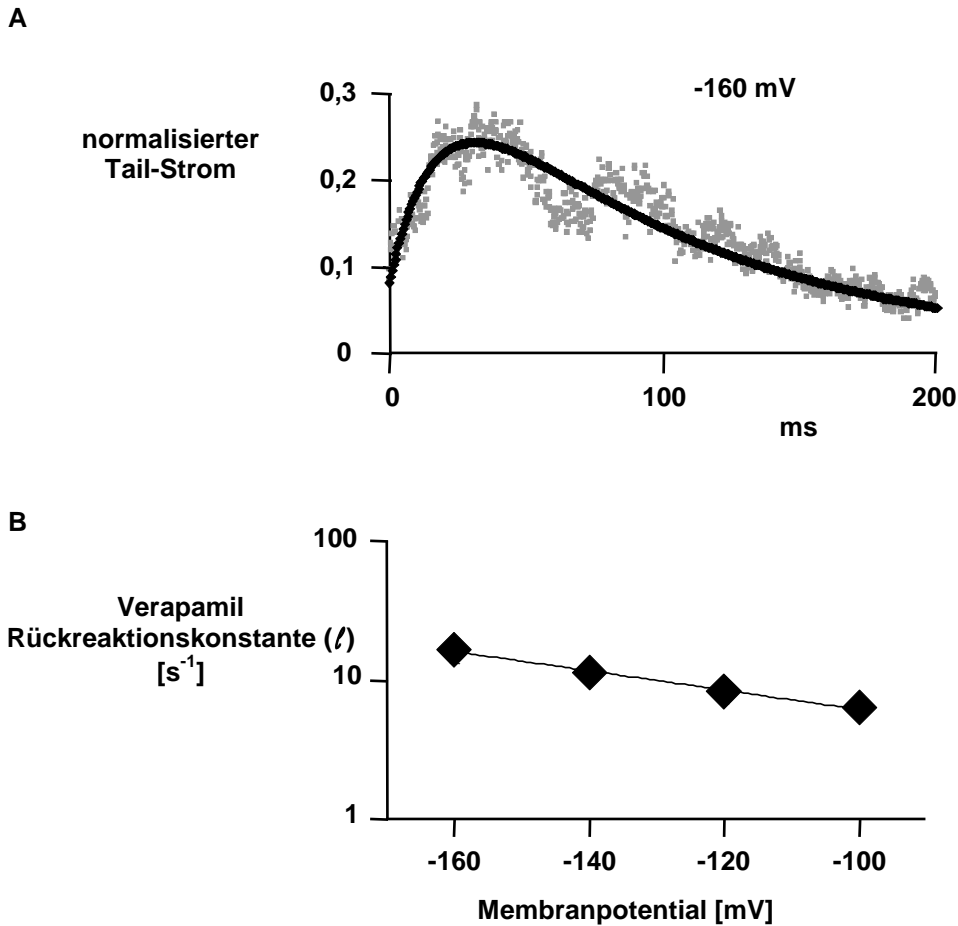 A
-160 mV
normalisierter
Tail-Strom
0,3
0,2
0,1
0
0
100
200
ms
B
Verapamil
Rückreaktionskonstante (ℓ)
[s⁻¹]
100
10
1
-160
-140
-120
-100
Membranpotential [mV]